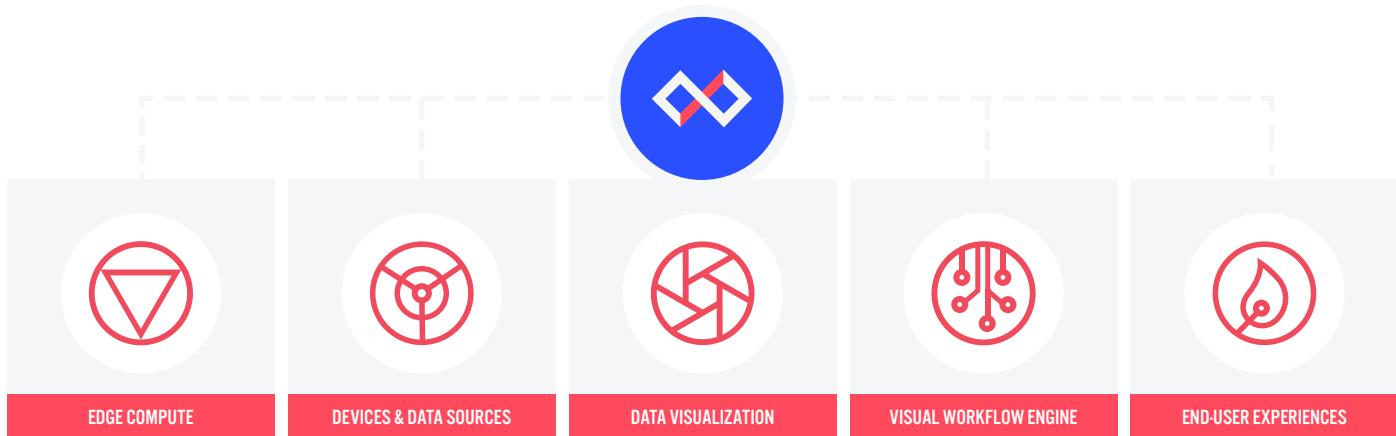 EDGE COMPUTE
DEVICES & DATA SOURCES
DATA VISUALIZATION
VISUAL WORKFLOW ENGINE
END-USER EXPERIENCES